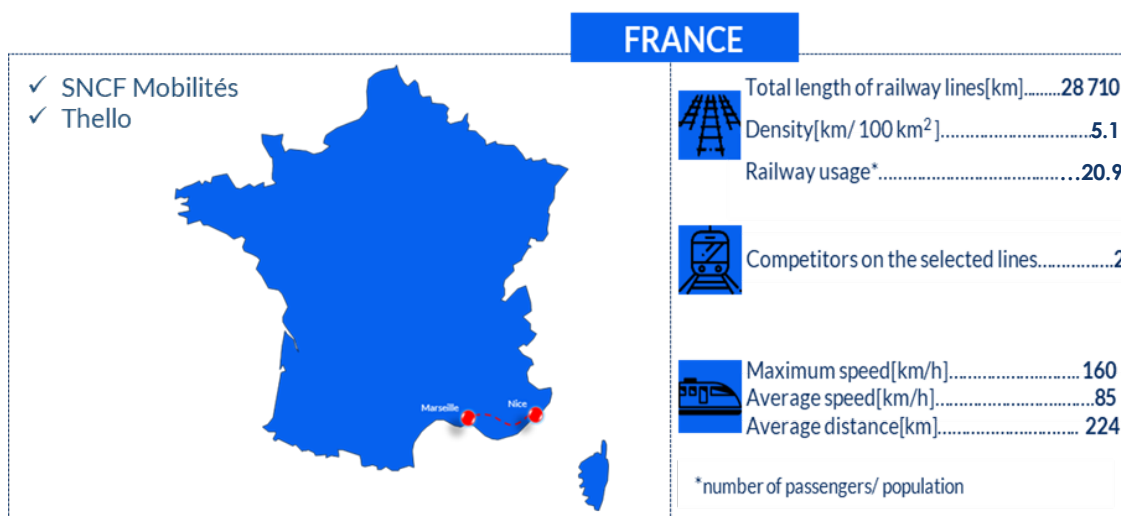 FRANCE
✓ SNCF Mobilités
✓ Thello
Marseille
Nice
Total length of railway lines[km].........28 710
Density[km/ 100 km²]..............................5.1
Railway usage*......................................20.9
Competitors on the selected lines...............2
Maximum speed[km/h]........................... 160
Average speed[km/h]............................. 85
Average distance[km]............................. 224
*number of passengers/ population